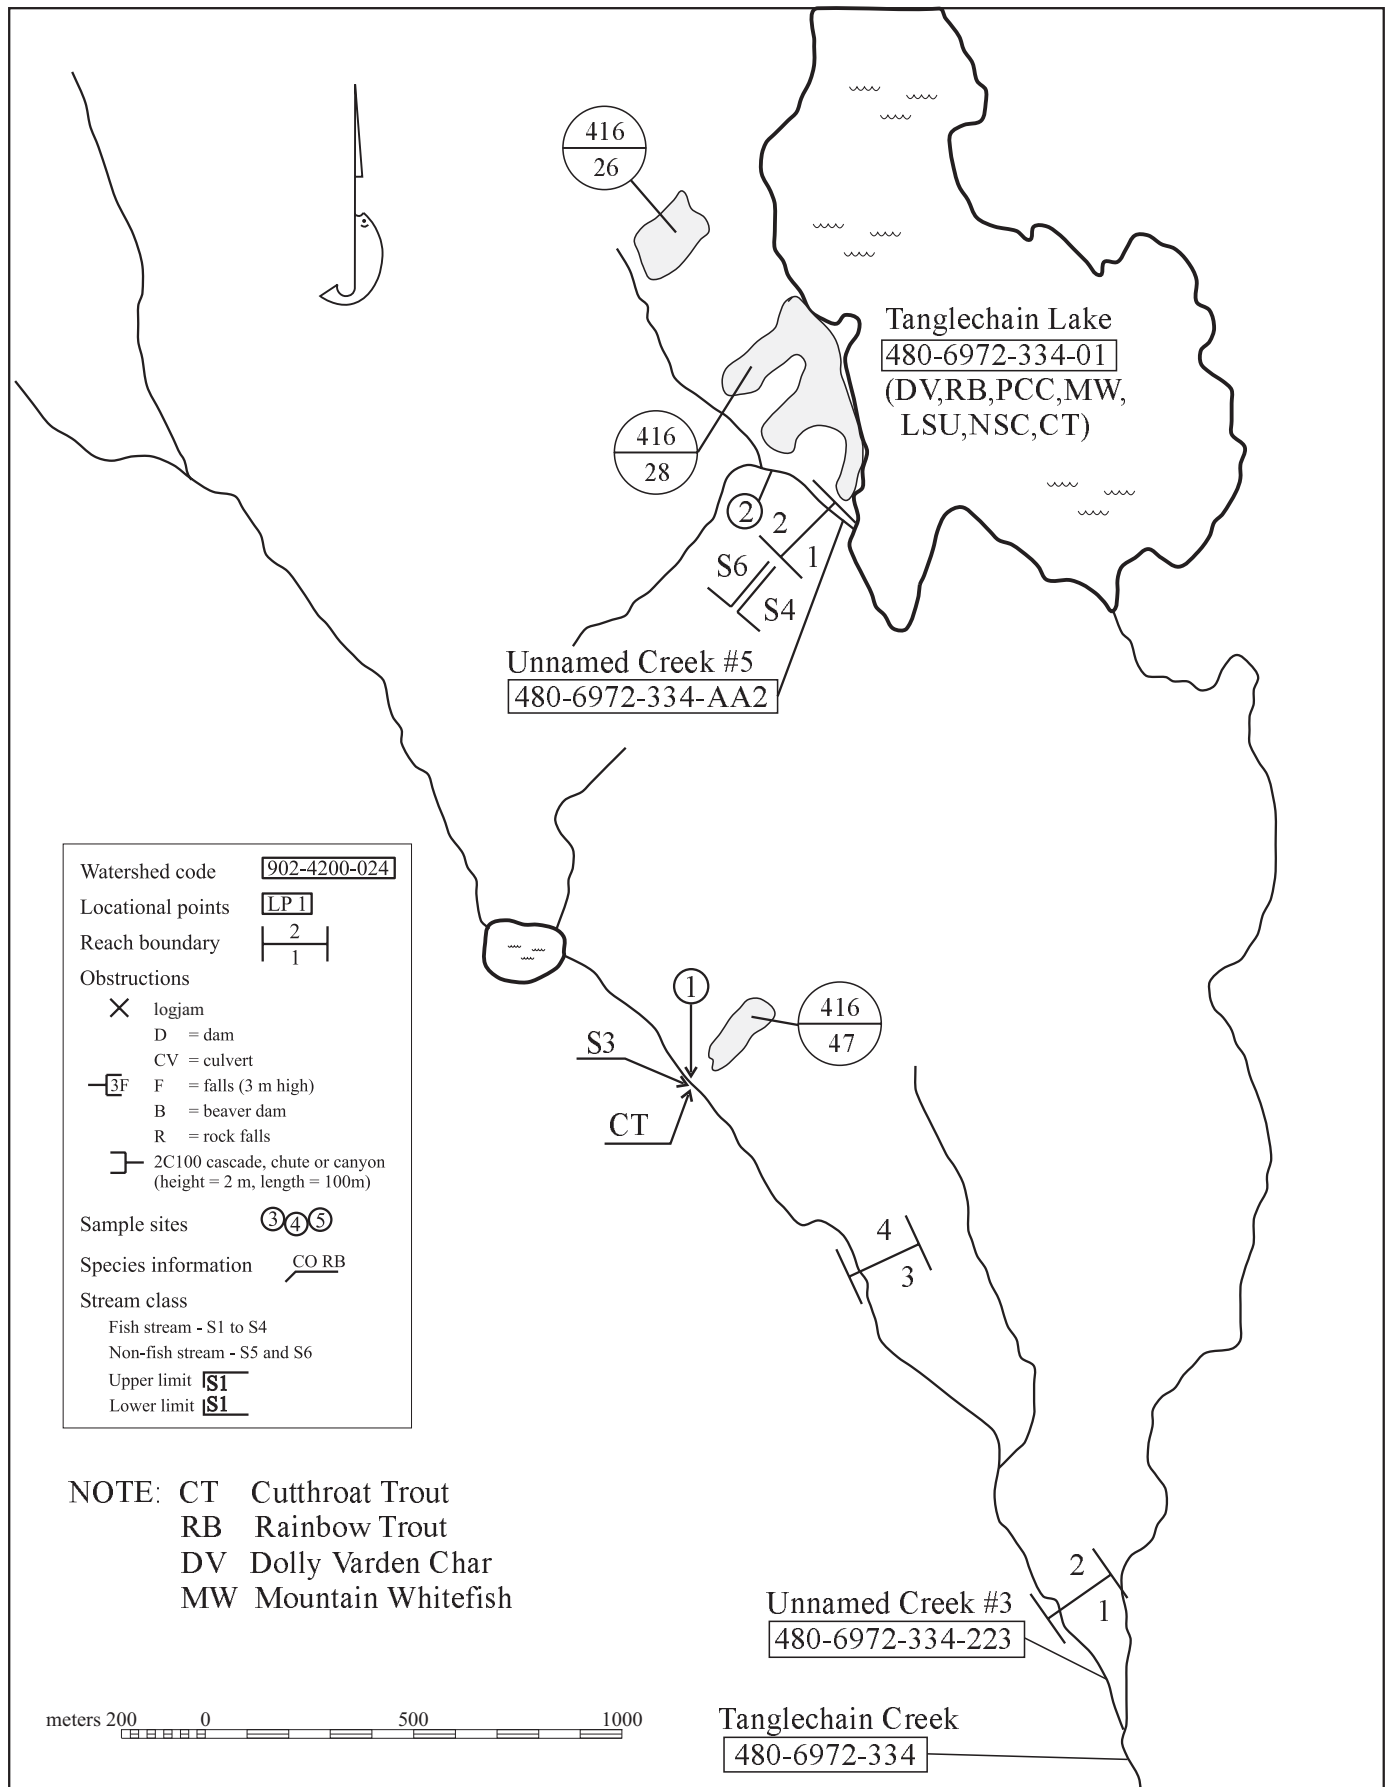 416
26
Tanglechain Lake
480-6972-334-01
(DV,RB,PCC,MW,
LSU,NSC,CT)
416
28
2
2
1
S6
S4
Unnamed Creek #5
480-6972-334-AA2
Watershed code 902-4200-024
Locational points LP 1
Reach boundary 2
1
Obstructions
logjam
D = dam
CV = culvert
3F F = falls (3 m high)
B = beaver dam
R = rock falls
2C100 cascade, chute or canyon
(height = 2 m, length = 100m)
Sample sites 3 4 5
Species information CO RB
Stream class
Fish stream - S1 to S4
Non-fish stream - S5 and S6
Upper limit S1
Lower limit S1
1
416
47
S3
CT
4
3
NOTE: CT Cutthroat Trout
RB Rainbow Trout
DV Dolly Varden Char
MW Mountain Whitefish
2
1
Unnamed Creek #3
480-6972-334-223
Tanglechain Creek
480-6972-334
meters 200 0 500 1000